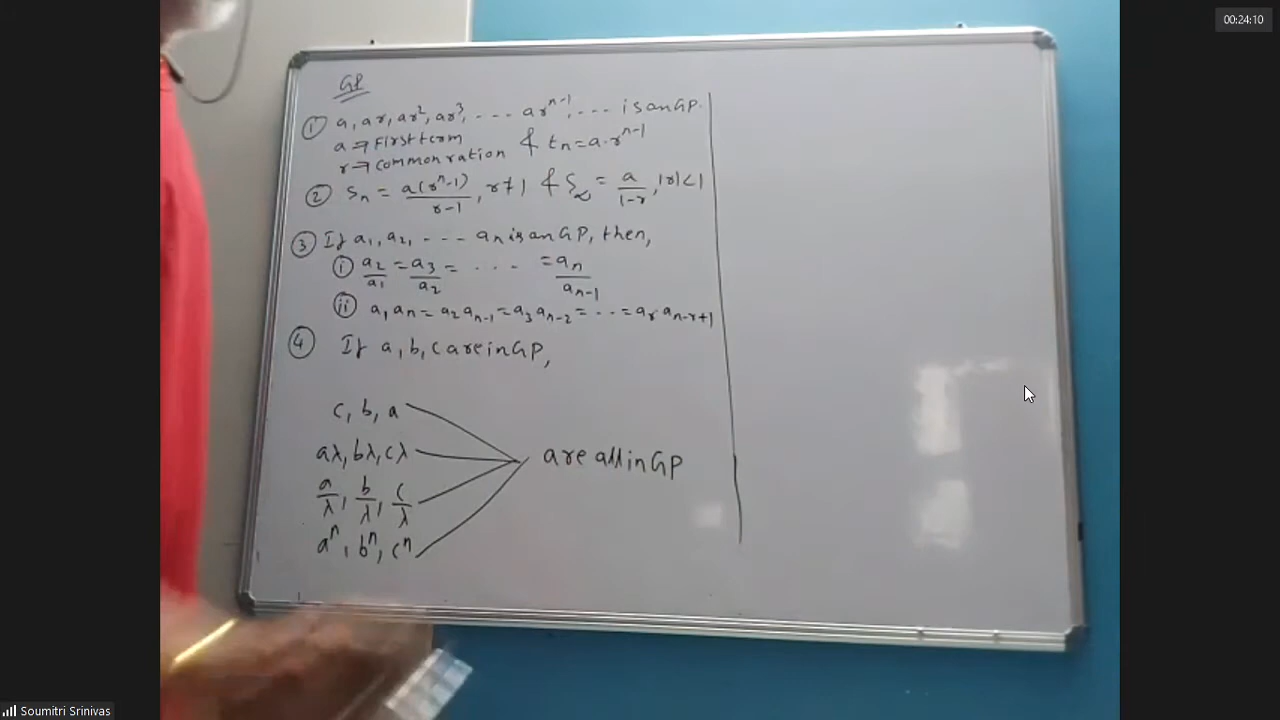 00:24:10
GP
① a, ar, ar², ar³, ... arⁿ⁻¹, ... is an GP.
a → First term
r → common ration & tₙ = a·rⁿ⁻¹
② Sₙ = a(rⁿ-1)/r-1, r≠1 & S∞ = a/1-r, |r|<1
③ If a₁, a₂, ... aₙ is an GP, then,
ⓘ a₂/a₁ = a₃/a₂ = ... = aₙ/aₙ₋₁
ⓘⓘ a₁aₙ = a₂aₙ₋₁ = a₃aₙ₋₂ = ... = aᵣaₙ₋ᵣ₊₁
④ If a, b, c are in GP,
c, b, a
aλ, bλ, cλ
are all in GP
a/λ, b/λ, c/λ
aⁿ, bⁿ, cⁿ
Soumitri Srinivas